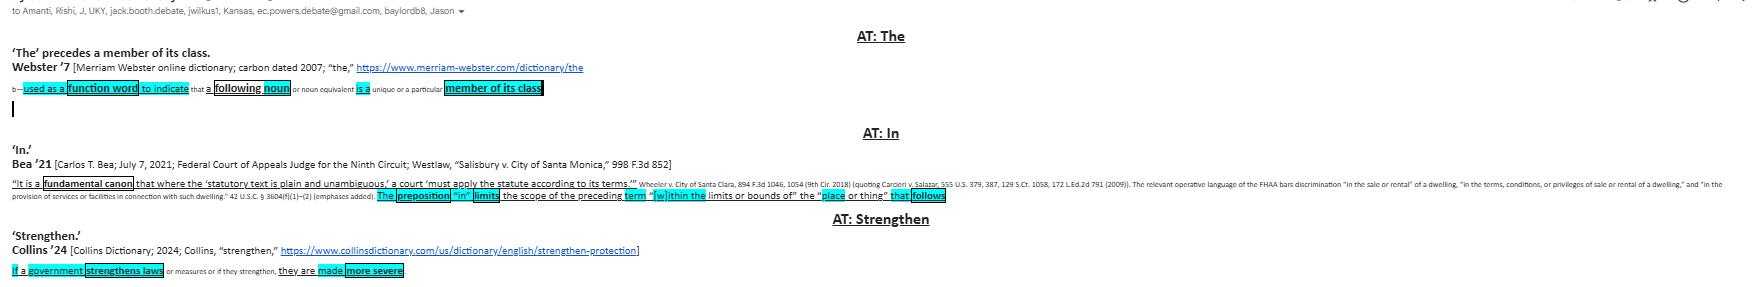 to Amanti, Rishi, J, UKY, jack.booth.debate, jwilkus1, Kansas, ec.powers.debate@gmail.com, baylordb8, Jason
AT: The
‘The’ precedes a member of its class.
Webster ’7 [Merriam Webster online dictionary; carbon dated 2007; “the,” https://www.merriam-webster.com/dictionary/the
b—used as a function word to indicate that a following noun or noun equivalent is a unique or a particular member of its class
AT: In
‘In.’
Bea ’21 [Carlos T. Bea; July 7, 2021; Federal Court of Appeals Judge for the Ninth Circuit; Westlaw, “Salisbury v. City of Santa Monica,” 998 F.3d 852]
“It is a fundamental canon that where the ‘statutory text is plain and unambiguous,’ a court ‘must apply the statute according to its terms.’” Wheeler v. City of Santa Clara, 894 F.3d 1046, 1054 (9th Cir. 2018) (quoting Carcieri v. Salazar, 555 U.S. 379, 387, 129 S.Ct. 1058, 172 L.Ed.2d 791 (2009)). The relevant operative language of the FHAA bars discrimination “in the sale or rental” of a dwelling, “in the terms, conditions, or privileges of sale or rental of a dwelling,” and “in the
provision of services or facilities in connection with such dwelling.” 42 U.S.C. § 3604(f)(1)–(2) (emphases added). The preposition “in” limits the scope of the preceding term “[w]ithin the limits or bounds of” the “place or thing” that follows
AT: Strengthen
‘Strengthen.’
Collins ’24 [Collins Dictionary; 2024; Collins, “strengthen,” https://www.collinsdictionary.com/us/dictionary/english/strengthen-protection]
If a government strengthens laws or measures or if they strengthen, they are made more severe.